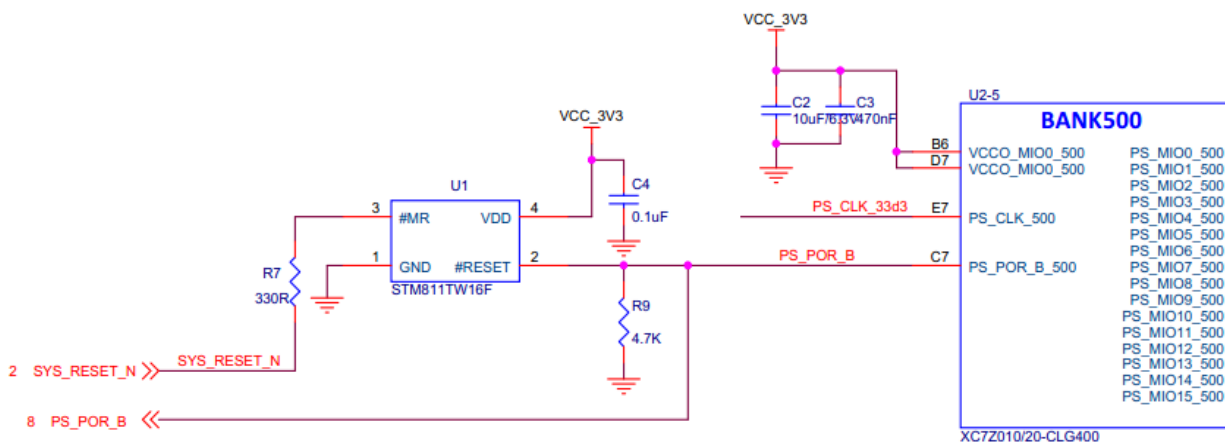 VCC_3V3
U2-5
C2
C3
10uF/6.3V
470nF
BANK500
VCC_3V3
B6
VCCO_MIO0_500
PS_MIO0_500
D7
VCCO_MIO0_500
PS_MIO1_500
PS_MIO2_500
PS_MIO3_500
U1
C4
0.1uF
PS_CLK_33d3
E7
PS_CLK_500
PS_MIO4_500
3
#MR
VDD
4
PS_MIO5_500
PS_MIO6_500
1
GND
#RESET
2
PS_POR_B
C7
PS_POR_B_500
PS_MIO7_500
STM811TW16F
PS_MIO8_500
R7
330R
PS_MIO9_500
R9
4.7K
PS_MIO10_500
PS_MIO11_500
PS_MIO12_500
2 SYS_RESET_N
SYS_RESET_N
PS_MIO13_500
PS_MIO14_500
PS_MIO15_500
8 PS_POR_B
XC7Z010/20-CLG400